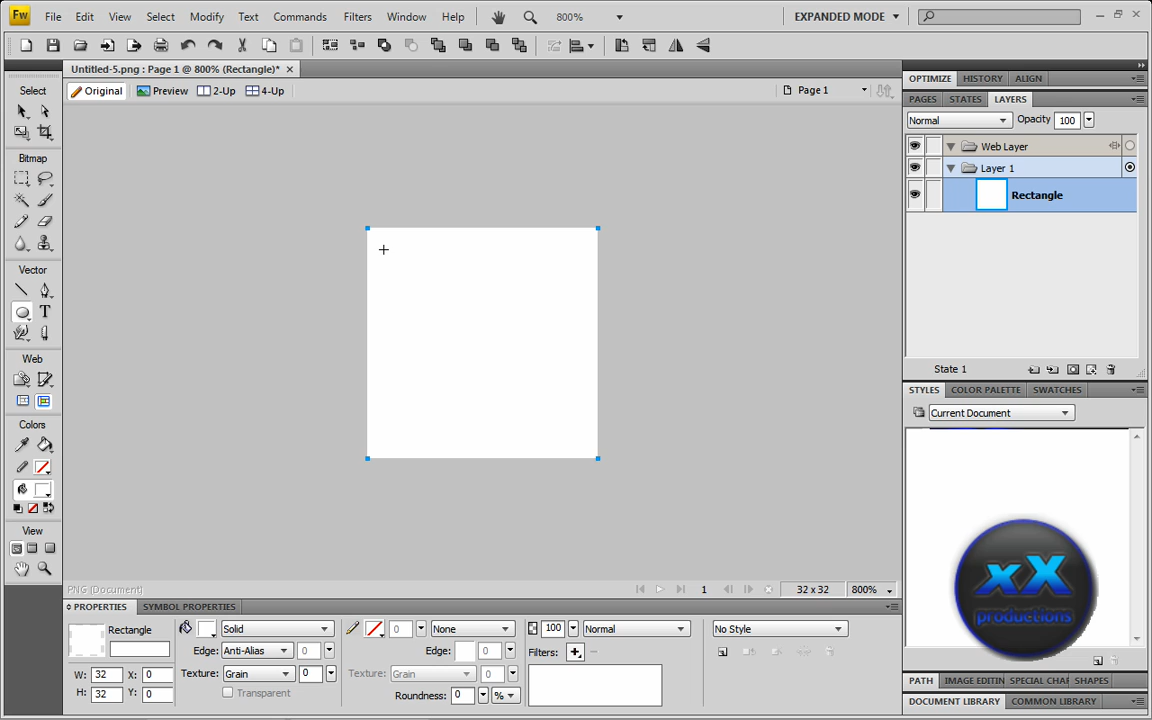 Fw File Edit View Select Modify Text Commands Filters Window Help 800% EXPANDED MODE
Untitled-5.png : Page 1 @ 800% (Rectangle)*
Original Preview 2-Up 4-Up Page 1
Select
Bitmap
Vector
T
Web
Colors
View
OPTIMIZE HISTORY ALIGN
PAGES STATES LAYERS
Normal Opacity 100
Web Layer
Layer 1
Rectangle
State 1
STYLES COLOR PALETTE SWATCHES
Current Document
xX
productions
PNG (Document) 1 32 x 32 800%
PROPERTIES SYMBOL PROPERTIES
Rectangle Solid 0 None 100 Normal No Style
Edge: Anti-Alias 0 Edge: 0 Filters:
W: 32 X: 0 Texture: Grain 0 Texture: Grain 0
H: 32 Y: 0 Transparent Roundness: 0 %
PATH IMAGE EDITIN SPECIAL CHAR SHAPES
DOCUMENT LIBRARY COMMON LIBRARY